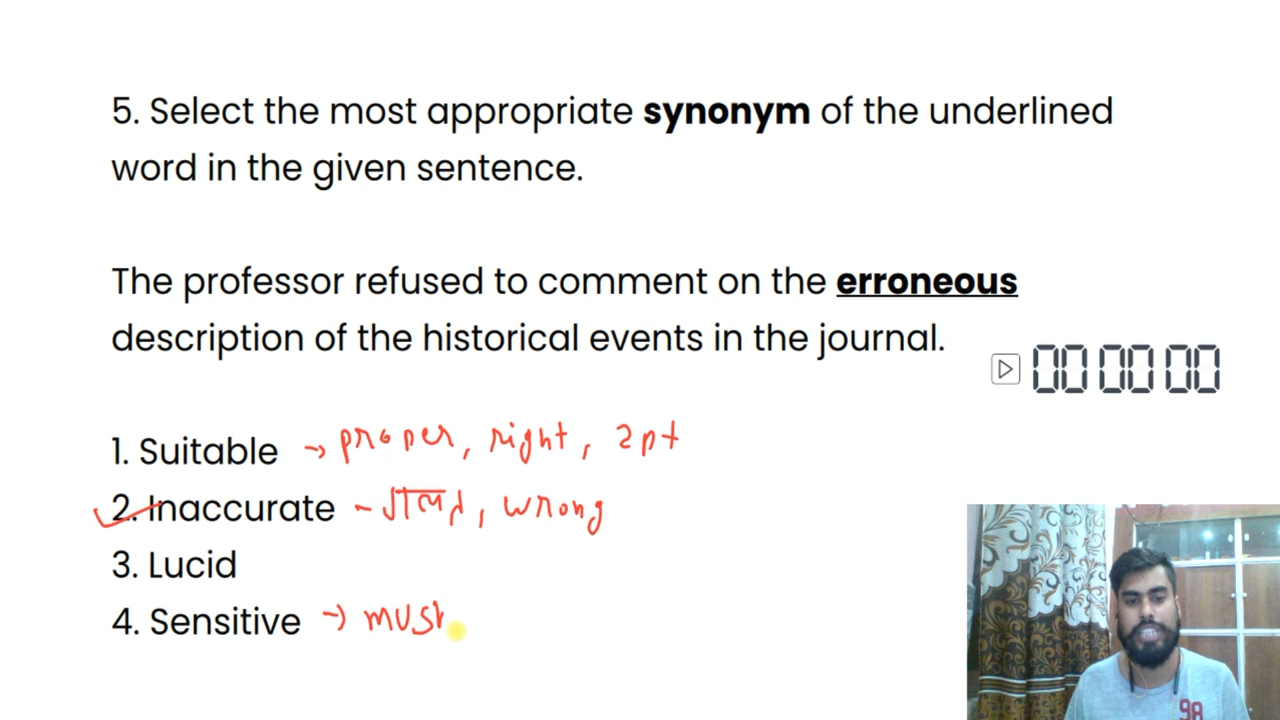 5. Select the most appropriate synonym of the underlined
word in the given sentence.
The professor refused to comment on the erroneous
description of the historical events in the journal.
00 00 00
1. Suitable → proper, right, apt
2. Inaccurate - गलत, wrong
3. Lucid
4. Sensitive → must
98